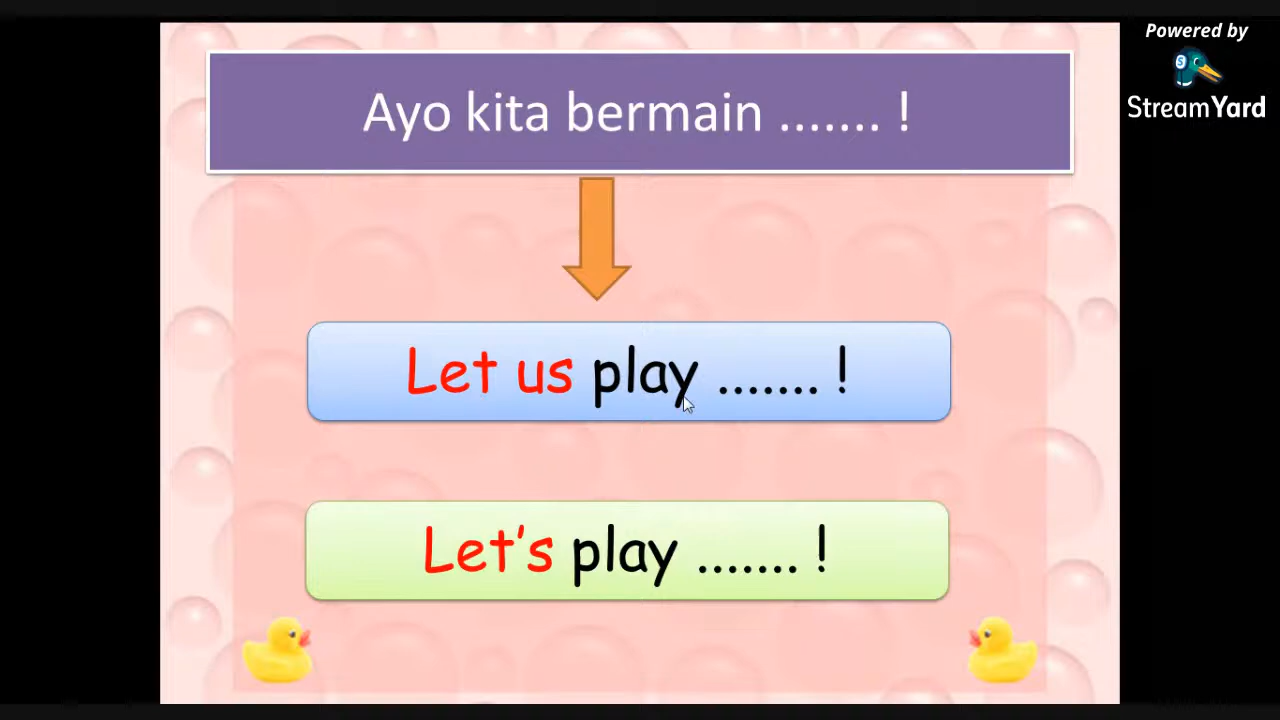 Powered by
StreamYard
Ayo kita bermain ....... !
Let us play ....... !
Let's play ....... !